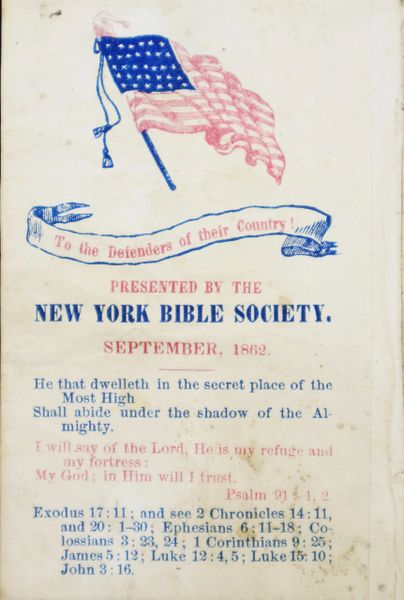 To the Defenders of their Country!
PRESENTED BY THE
NEW YORK BIBLE SOCIETY.
SEPTEMBER, 1862.
He that dwelleth in the secret place of the
Most High
Shall abide under the shadow of the Al-
mighty.
I will say of the Lord, He is my refuge and
my fortress:
My God; in Him will I trust.
Psalm 91: 1, 2.
Exodus 17: 11; and see 2 Chronicles 14: 11,
and 20: 1-30; Ephesians 6; 11-18; Co-
lossians 3: 23, 24; 1 Corinthians 9: 25;
James 5: 12; Luke 12: 4, 5; Luke 15: 10;
John 3: 16.